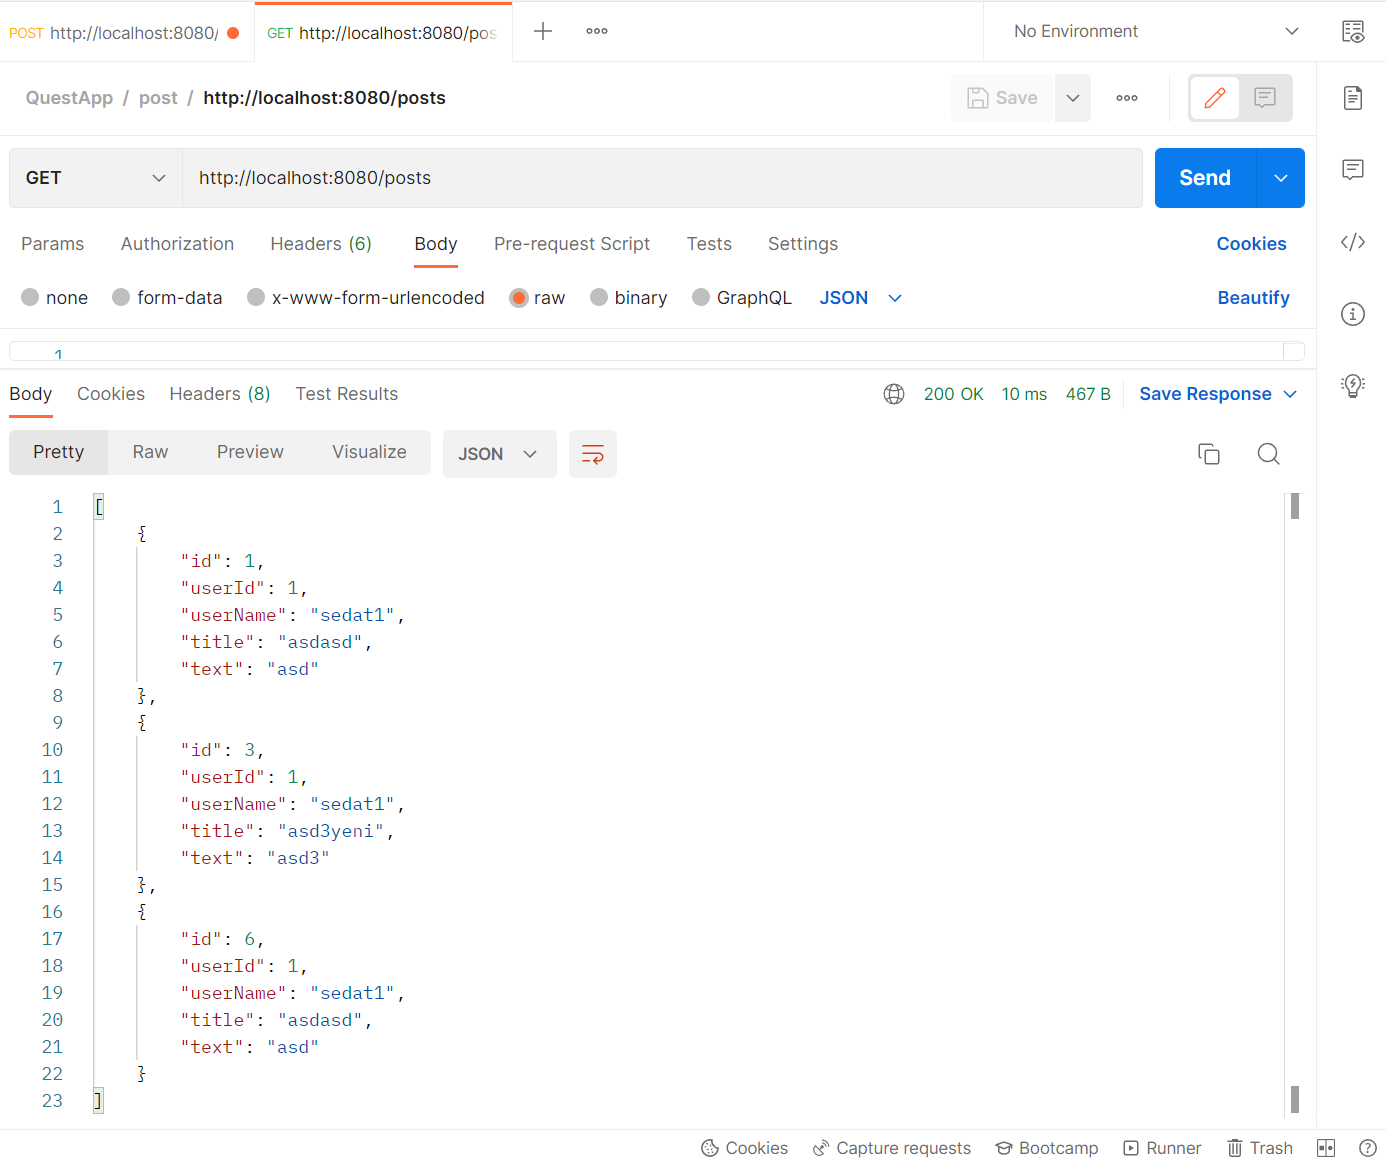 POST http://localhost:8080/ GET http://localhost:8080/pos No Environment
QuestApp / post / http://localhost:8080/posts Save
GET http://localhost:8080/posts Send
Params Authorization Headers (6) Body Pre-request Script Tests Settings Cookies
none form-data x-www-form-urlencoded raw binary GraphQL JSON Beautify
1
Body Cookies Headers (8) Test Results 200 OK 10 ms 467 B Save Response
Pretty Raw Preview Visualize JSON
1 [
2 {
3 "id": 1,
4 "userId": 1,
5 "userName": "sedat1",
6 "title": "asdasd",
7 "text": "asd"
8 },
9 {
10 "id": 3,
11 "userId": 1,
12 "userName": "sedat1",
13 "title": "asd3yeni",
14 "text": "asd3"
15 },
16 {
17 "id": 6,
18 "userId": 1,
19 "userName": "sedat1",
20 "title": "asdasd",
21 "text": "asd"
22 }
23 ]
Cookies Capture requests Bootcamp Runner Trash